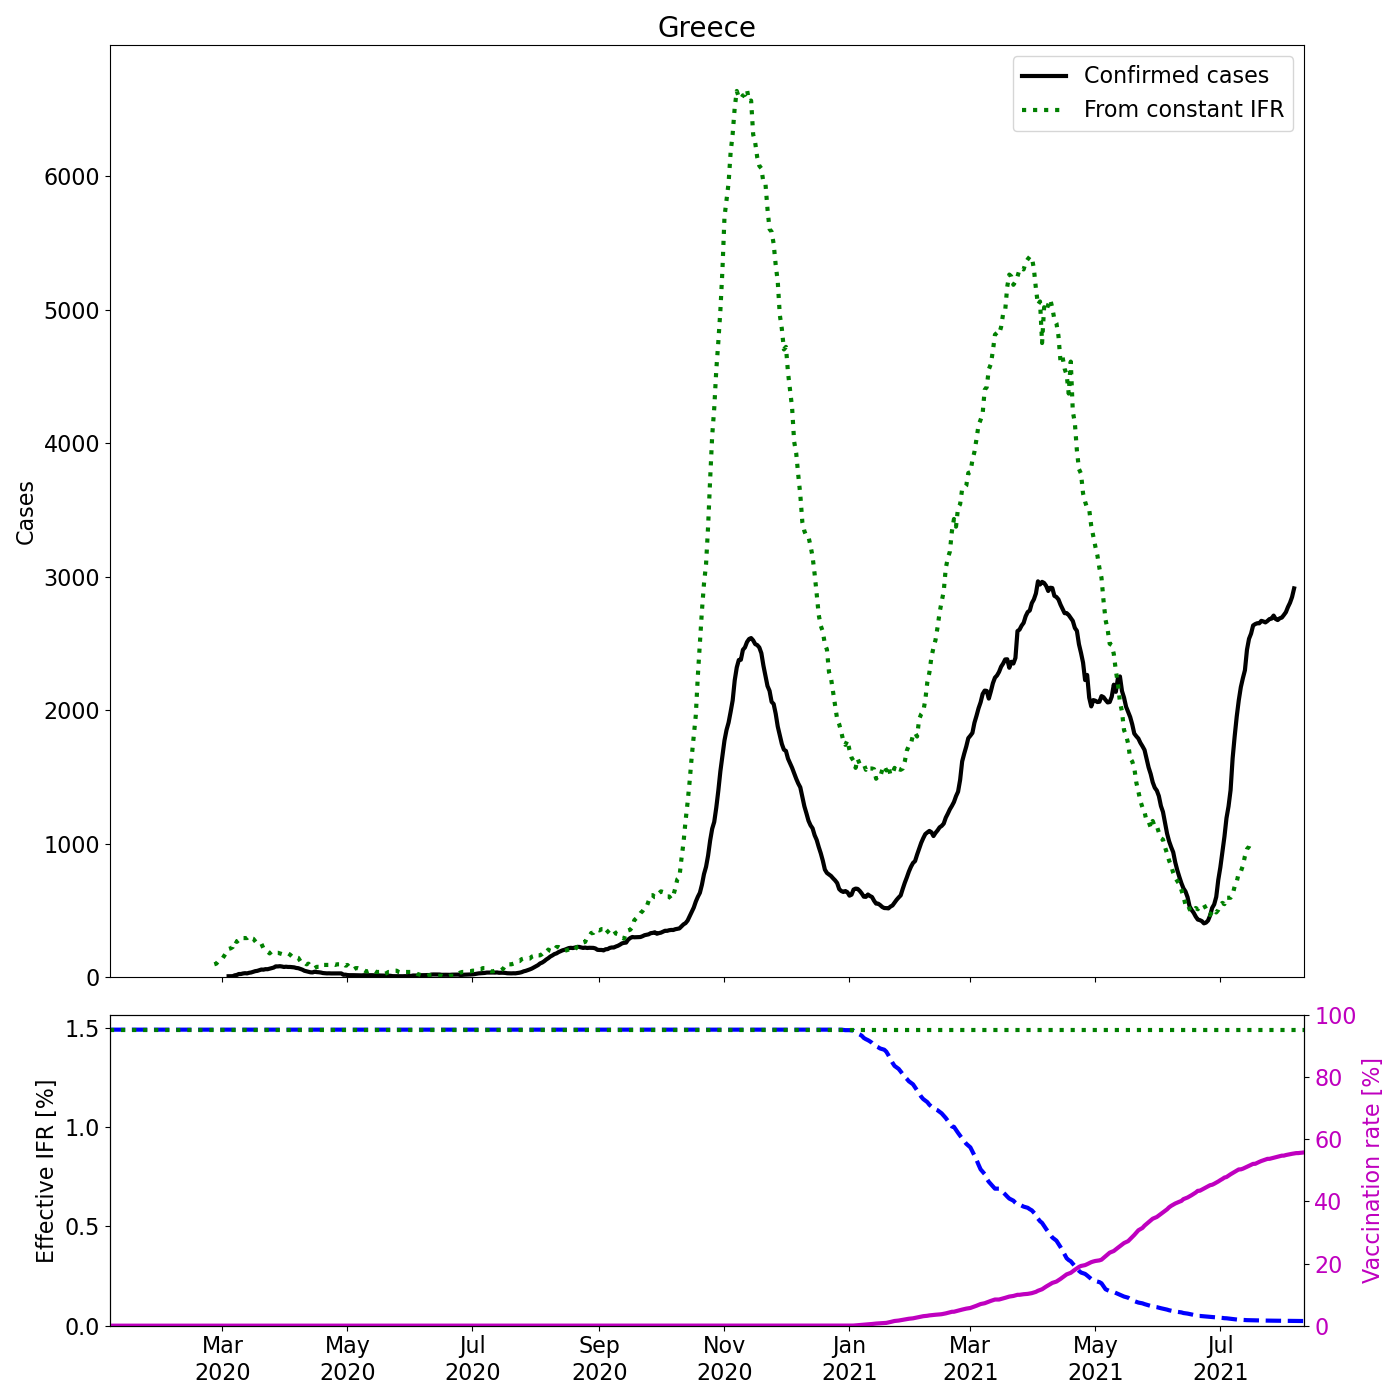 Greece
Confirmed cases
From constant IFR
Cases
6000
5000
4000
3000
2000
1000
0
Effective IFR [%]
1.5
1.0
0.5
0.0
100
80
60
40
20
0
Vaccination rate [%]
Mar
2020
May
2020
Jul
2020
Sep
2020
Nov
2020
Jan
2021
Mar
2021
May
2021
Jul
2021